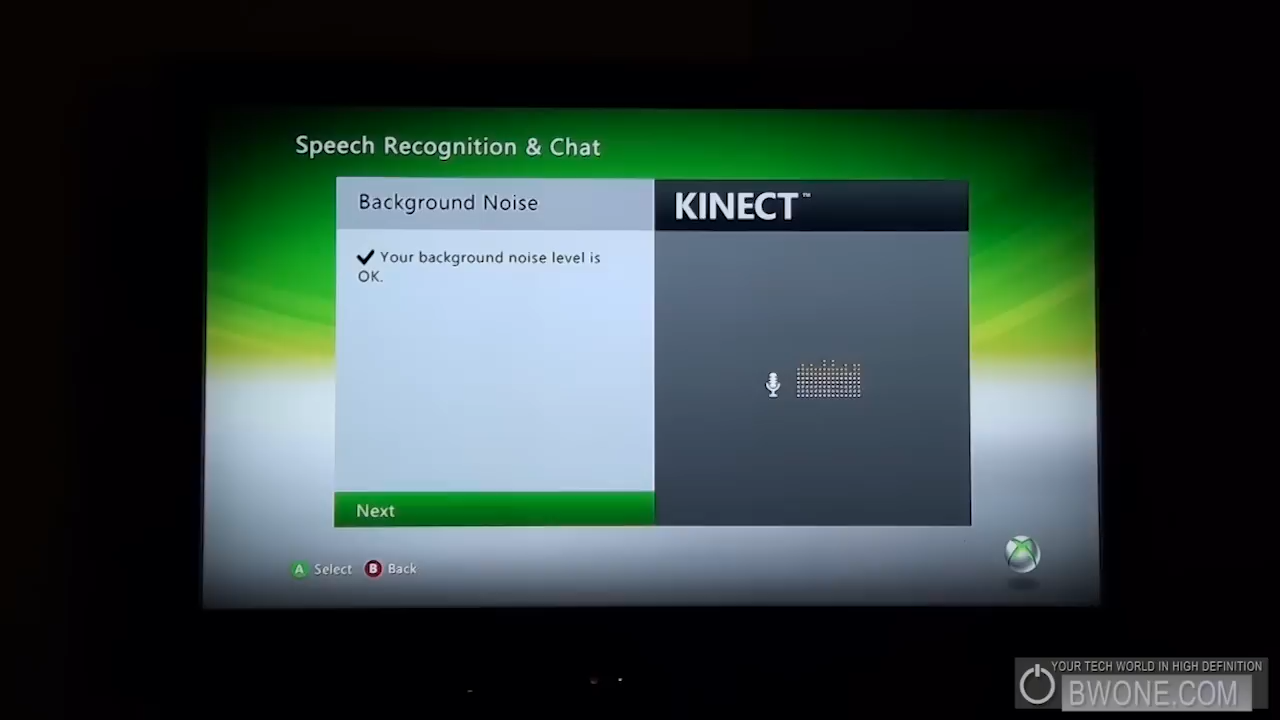 Speech Recognition & Chat
Background Noise
KINECT™
✔ Your background noise level is
OK.
Next
A Select B Back
YOUR TECH WORLD IN HIGH DEFINITION
BWONE.COM